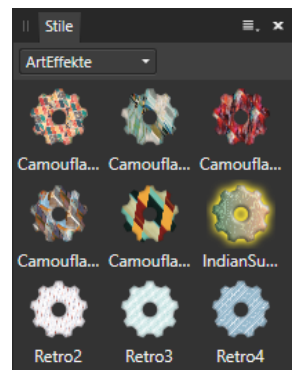 Stile
ArtEffekte
Camoufla... Camoufla... Camoufla...
Camoufla... Camoufla... IndianSu...
Retro2 Retro3 Retro4